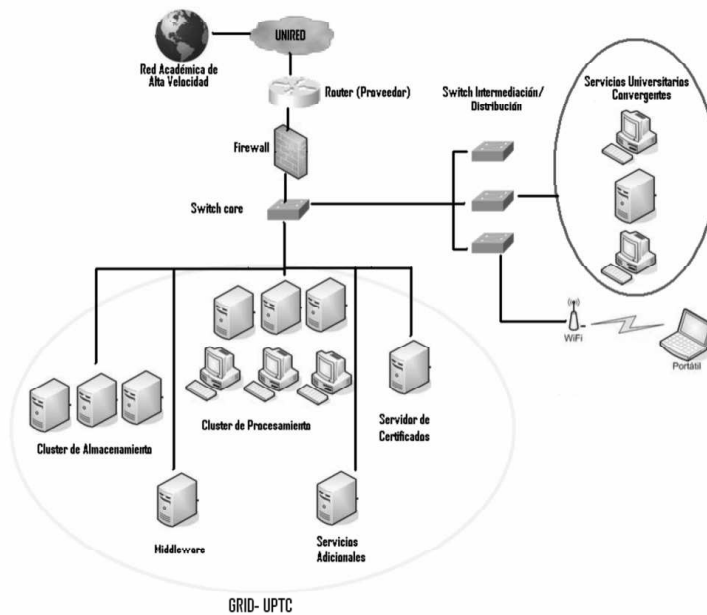 UNIRED
Red Académica de
Alta Velocidad
Router (Proveedor)
Switch Intermediación/
Distribución
Servicios Universitarios
Convergentes
Firewall
Switch core
WiFi
Portátil
Cluster de Almacenamiento
Cluster de Procesamiento
Servidor de
Certificados
Middleware
Servicios
Adicionales
GRID- UPTC